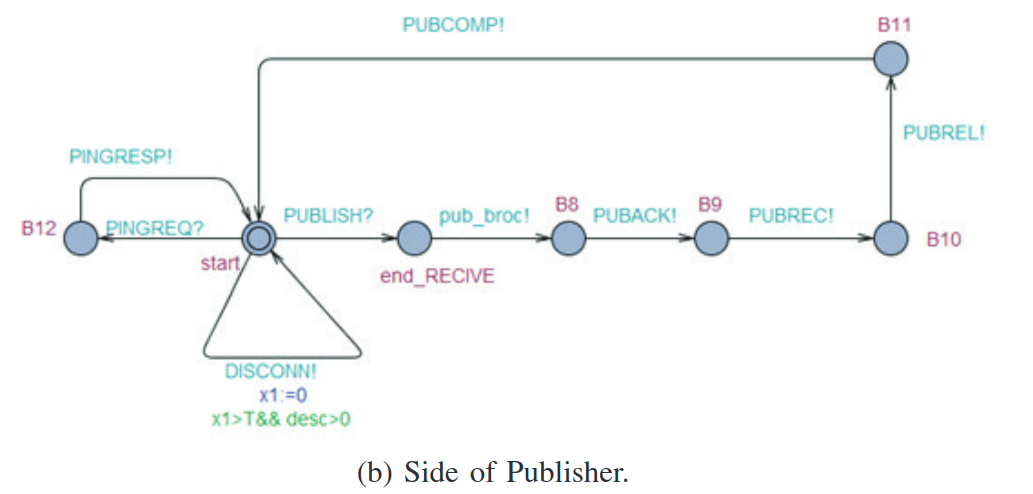 PUBCOMP!
B11
PUBREL!
PINGRESP!
B12
PINGREQ?
start
PUBLISH?
end_RECIVE
pub_broc!
B8
PUBACK!
B9
PUBREC!
B10
DISCONN!
x1:=0
x1>T&& desc>0
(b) Side of Publisher.